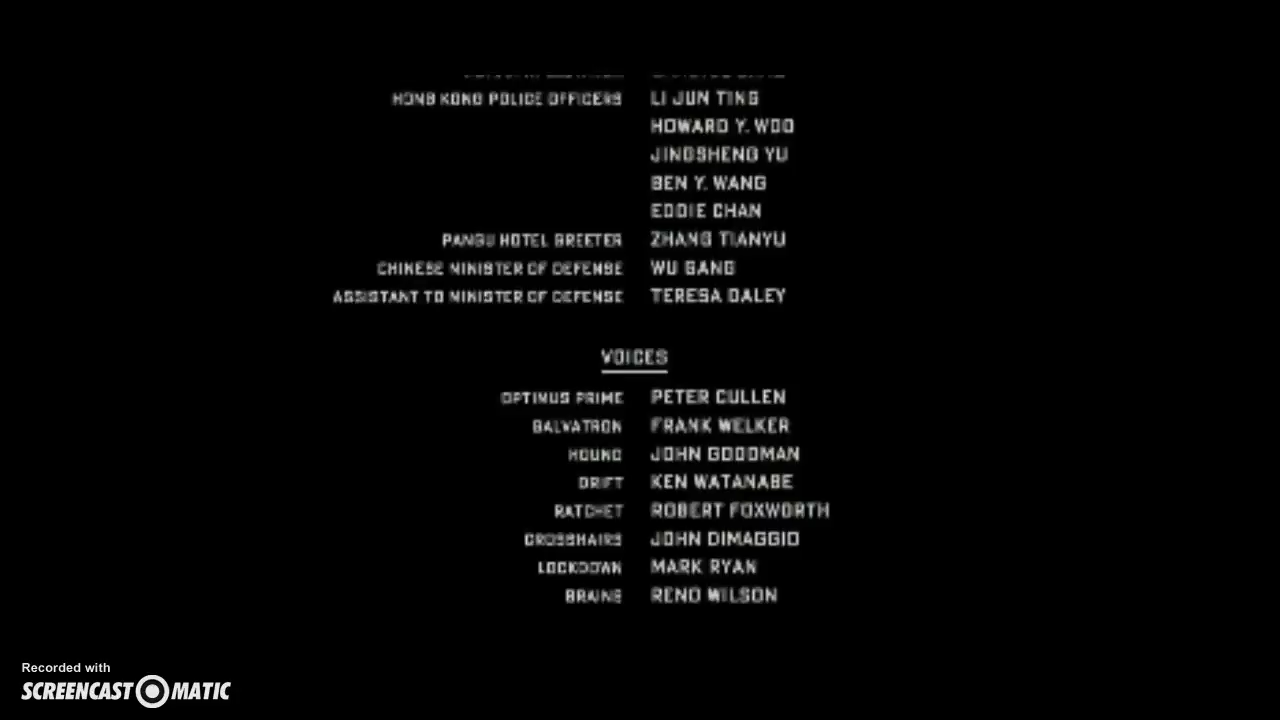 HONG KONG POLICE OFFICERS LI JUN TING
HOWARD Y. WOO
JINGSHENG YU
BEN Y. WANG
EDDIE CHAN
PANGU HOTEL GREETER ZHANG TIANYU
CHINESE MINISTER OF DEFENSE WU GANG
ASSISTANT TO MINISTER OF DEFENSE TERESA DALEY
VOICES
OPTIMUS PRIME PETER CULLEN
GALVATRON FRANK WELKER
HOUND JOHN GOODMAN
DRIFT KEN WATANABE
RATCHET ROBERT FOXWORTH
CROSSHAIRS JOHN DIMAGGIO
LOCKDOWN MARK RYAN
BRAINS RENO WILSON
Recorded with
SCREENCAST MATIC